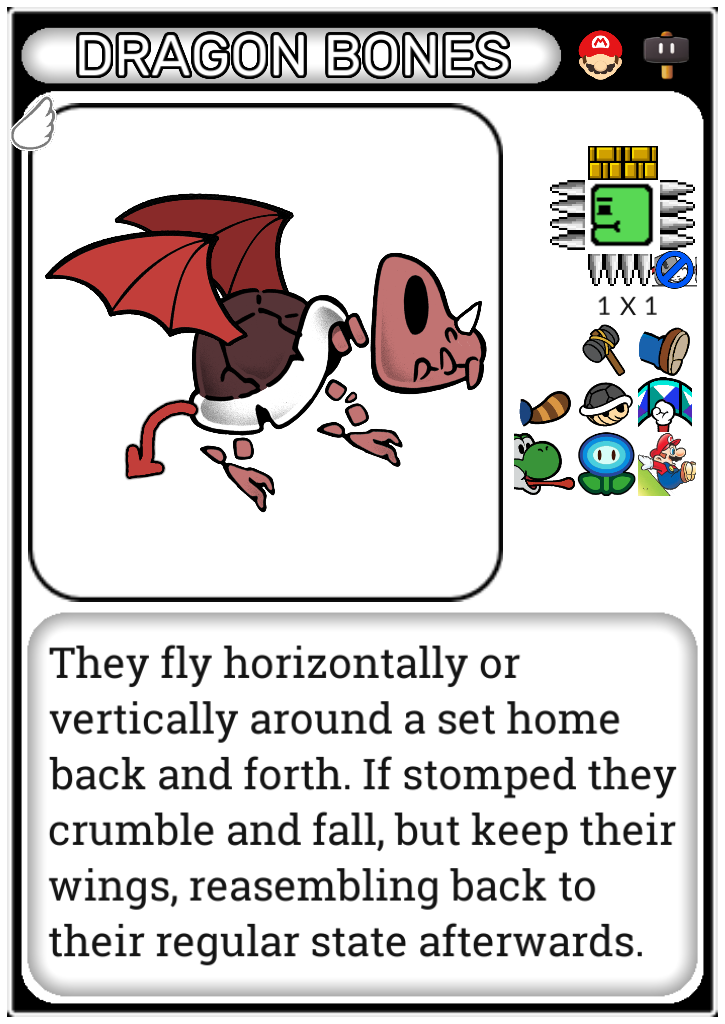 DRAGON BONES
1 X 1
They fly horizontally or
vertically around a set home
back and forth. If stomped they
crumble and fall, but keep their
wings, reasembling back to
their regular state afterwards.